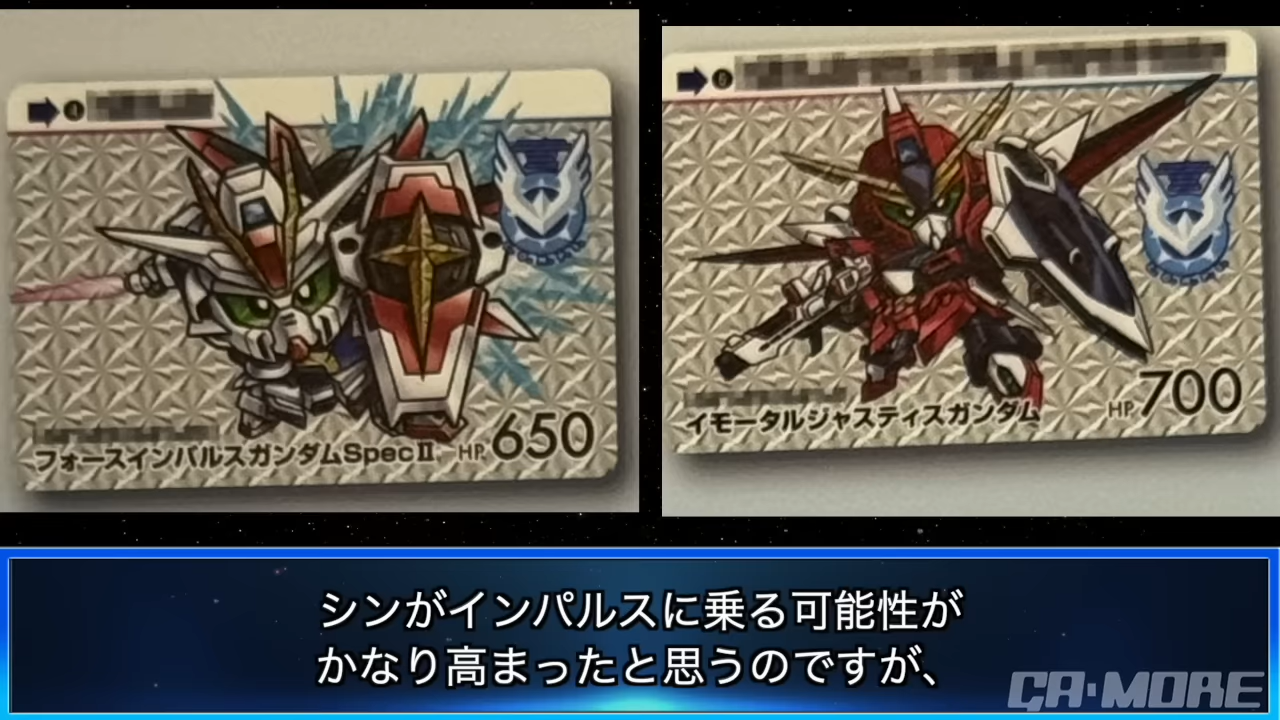 4
フォースインパルスガンダムSpecⅡ HP.650
6
イモータルジャスティスガンダム HP.700
シンがインパルスに乗る可能性が
かなり高まったと思うのですが、
GA·MORE